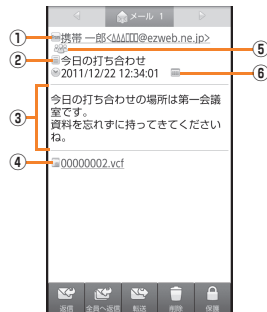 メール 1
① 携帯 一郎<△△△□□□@ezweb.ne.jp>
⑤
② 今日の打ち合わせ
2011/12/22 12:34:01 ⑥
③ 今日の打ち合わせの場所は第一会議
室です。
資料を忘れずに持ってきてください
ね。
④ 00000002.vcf
返信 全員へ返信 転送 削除 保護